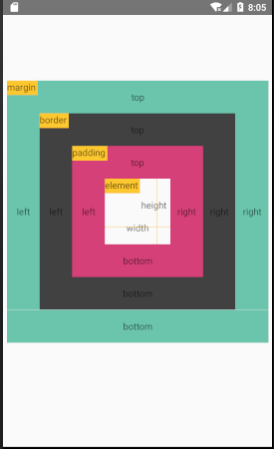 8:05
margin
top
border
top
padding
top
element
height
left left left right right right
width
bottom
bottom
bottom